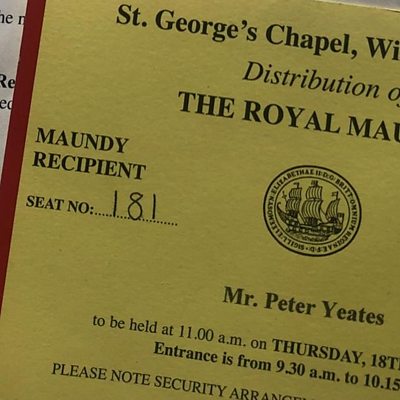 St. George's Chapel, Wi
Distribution o
THE ROYAL MAU
MAUNDY
RECIPIENT
SEAT NO: 181
Mr. Peter Yeates
to be held at 11.00 a.m. on THURSDAY, 18T
Entrance is from 9.30 a.m. to 10.15
PLEASE NOTE SECURITY ARRANGEM